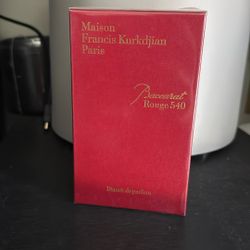 Maison
Francis Kurkdjian
Paris
Baccarat
Rouge 540
Extrait de parfum